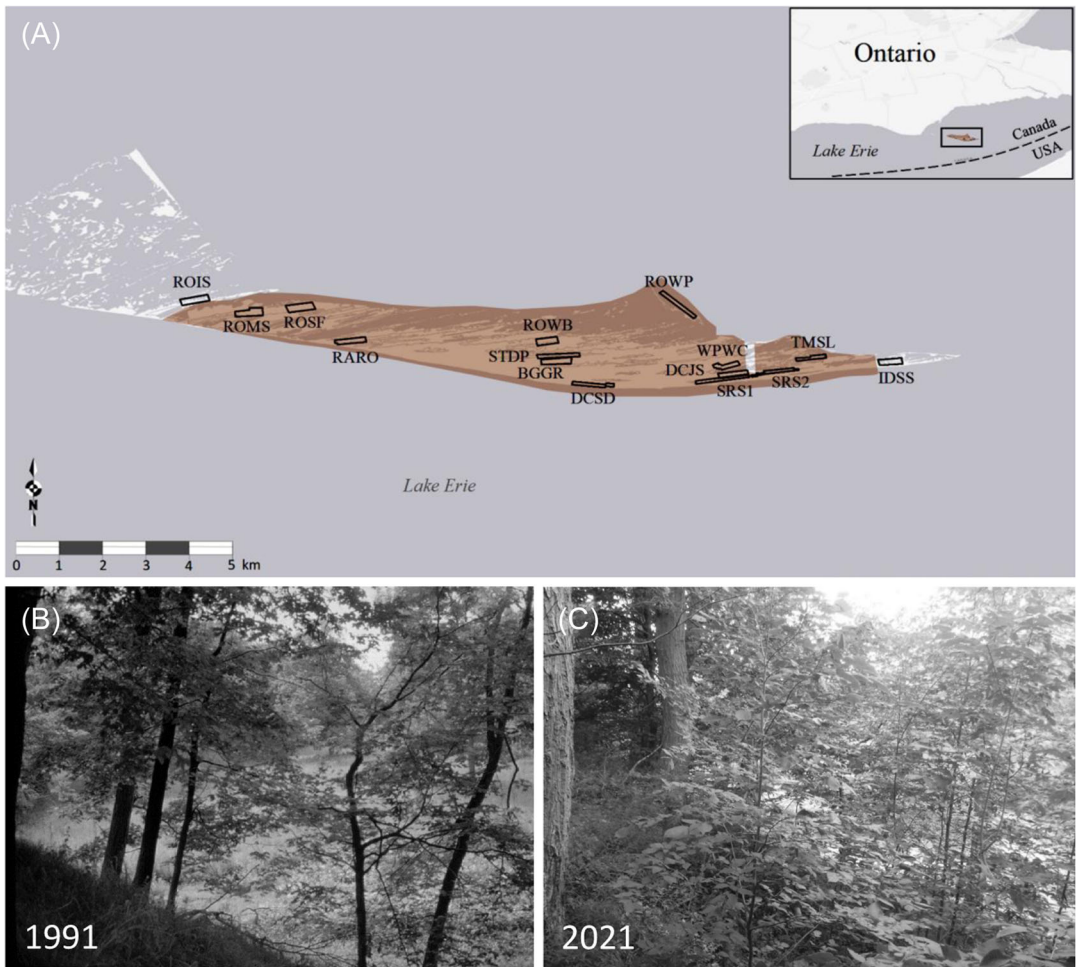 (A)
Ontario
Lake Erie
Canada
USA
ROIS
ROMS
ROSF
RARO
ROWP
ROWB
STDP
BGGR
DCSD
WPWC
DCJS
SRS1
SRS2
TMSL
IDSS
Lake Erie
N
0 1 2 3 4 5 km
(B)
1991
(C)
2021